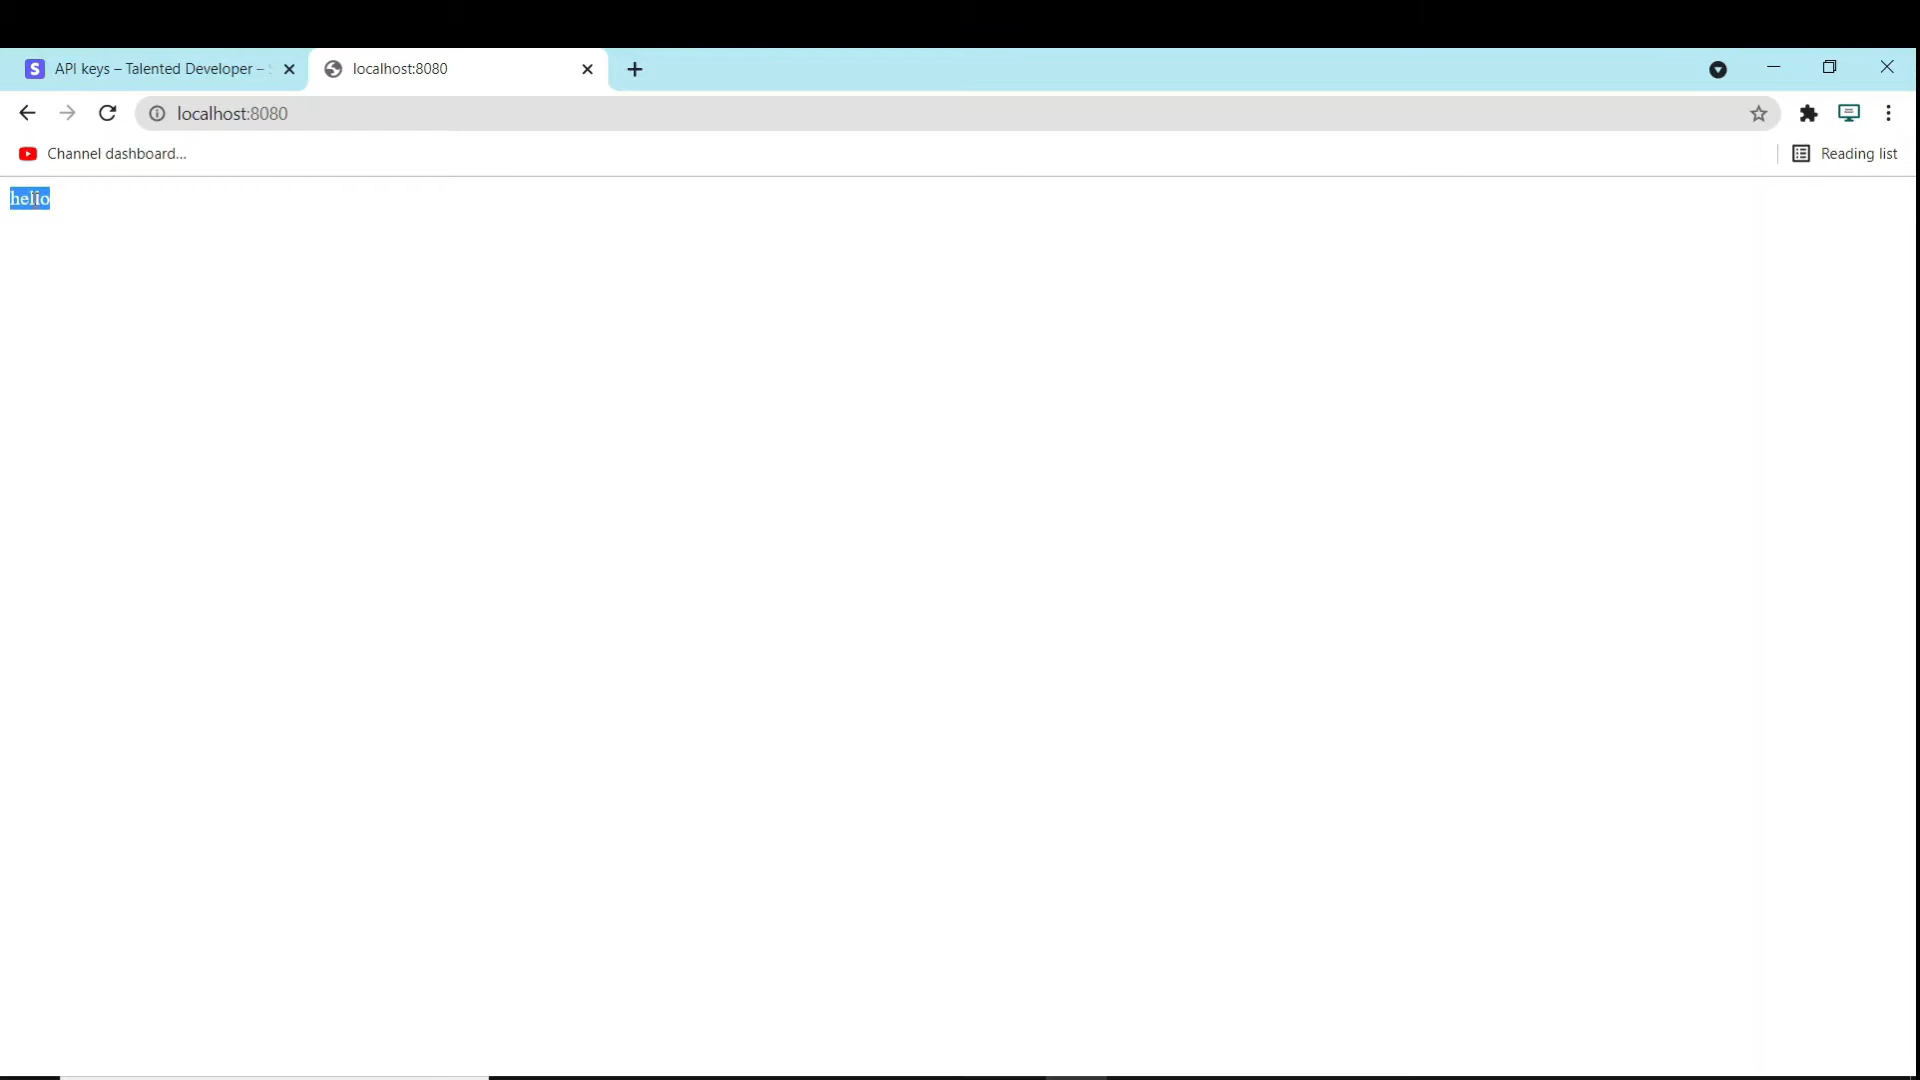 API keys – Talented Developer –
localhost:8080
localhost:8080
Channel dashboard...
Reading list
hello